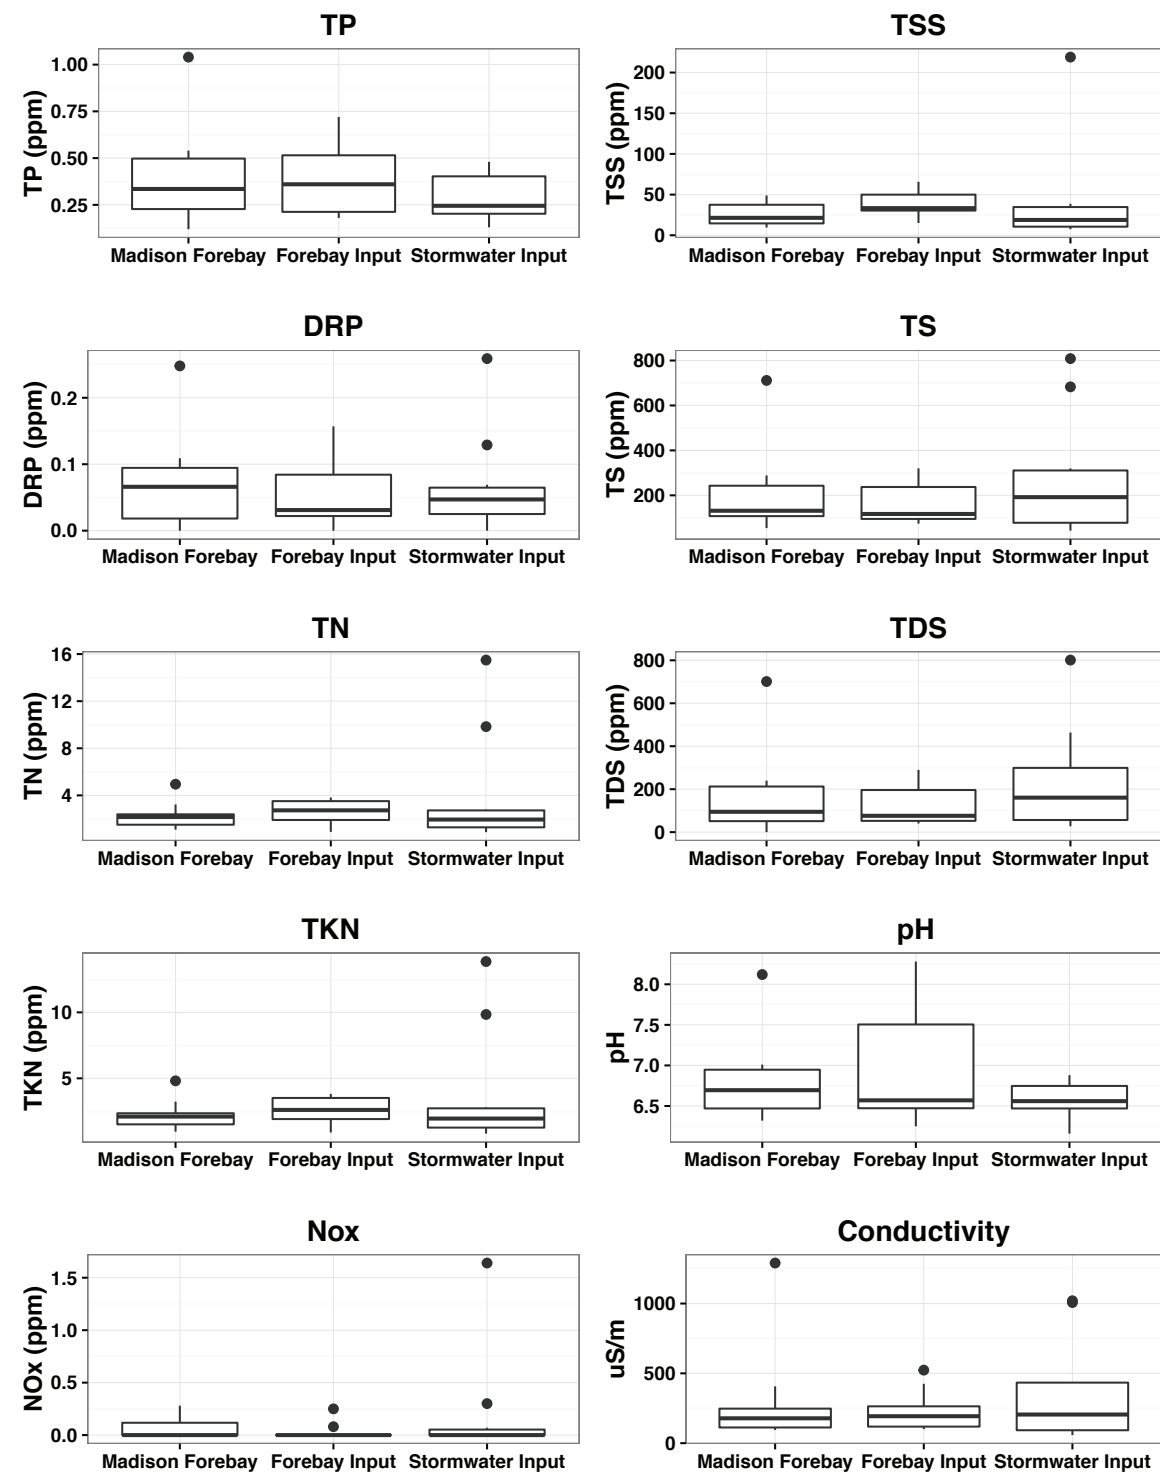 TP
TP (ppm)
1.00
0.75
0.50
0.25
Madison Forebay Forebay Input Stormwater Input
TSS
TSS (ppm)
200
150
100
50
0
Madison Forebay Forebay Input Stormwater Input
DRP
DRP (ppm)
0.2
0.1
0.0
Madison Forebay Forebay Input Stormwater Input
TS
TS (ppm)
800
600
400
200
Madison Forebay Forebay Input Stormwater Input
TN
TN (ppm)
16
12
8
4
Madison Forebay Forebay Input Stormwater Input
TDS
TDS (ppm)
800
600
400
200
0
Madison Forebay Forebay Input Stormwater Input
TKN
TKN (ppm)
10
5
Madison Forebay Forebay Input Stormwater Input
pH
pH
8.0
7.5
7.0
6.5
Madison Forebay Forebay Input Stormwater Input
Nox
NOx (ppm)
1.5
1.0
0.5
0.0
Madison Forebay Forebay Input Stormwater Input
Conductivity
uS/m
1000
500
0
Madison Forebay Forebay Input Stormwater Input